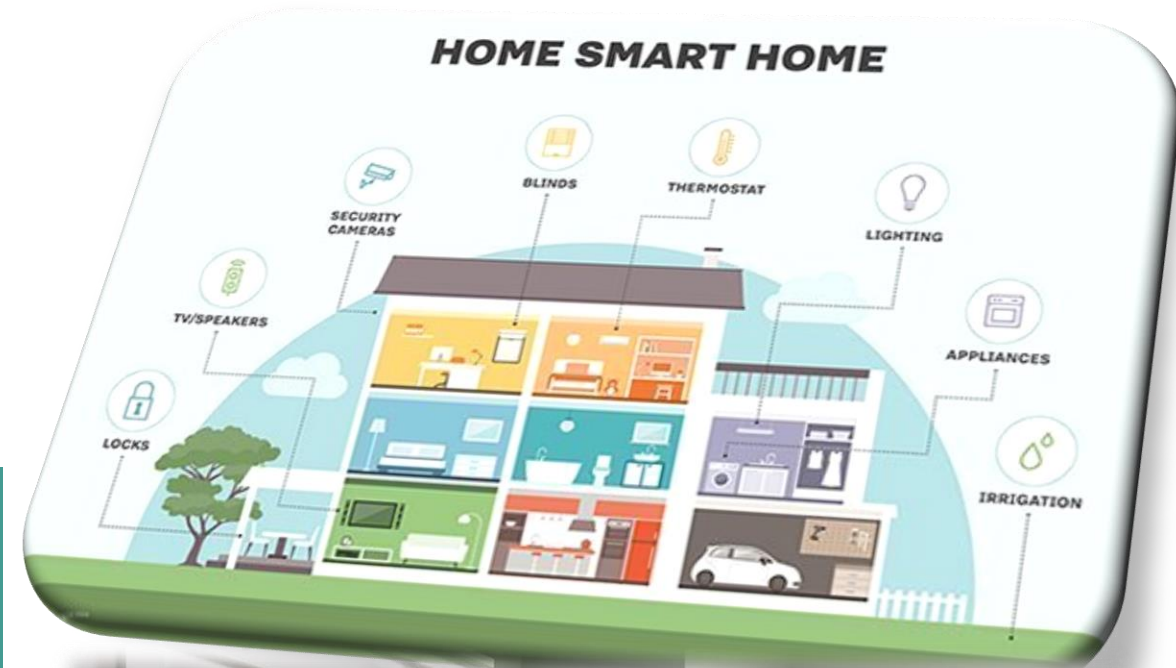 HOME SMART HOME
BLINDS
THERMOSTAT
SECURITY
CAMERAS
LIGHTING
TV/SPEAKERS
APPLIANCES
LOCKS
IRRIGATION